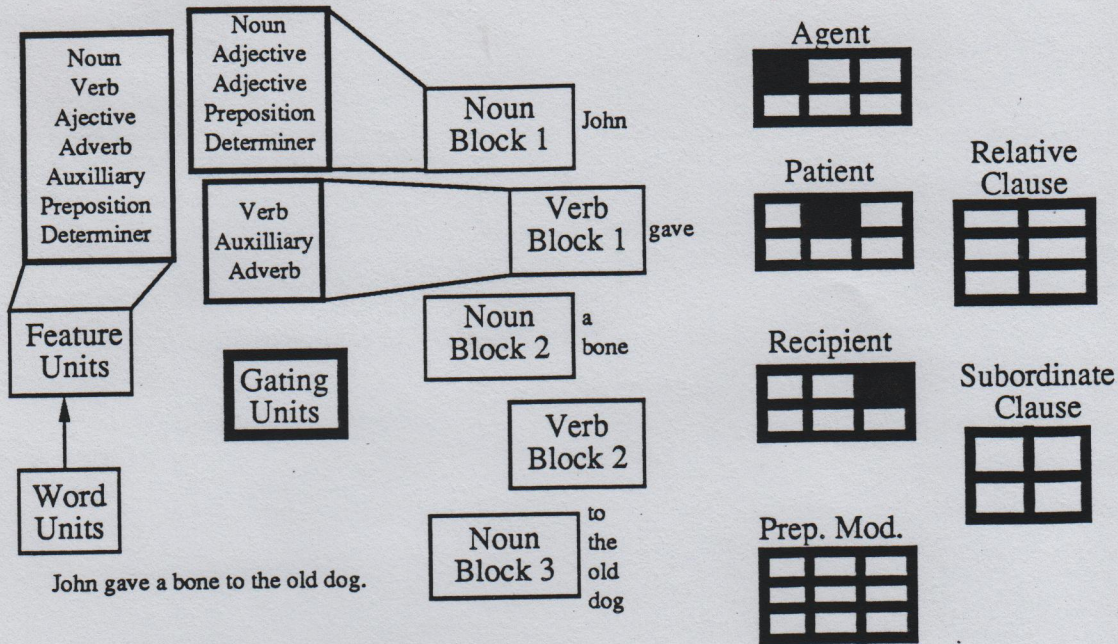 Noun
Verb
Ajective
Adverb
Auxilliary
Preposition
Determiner
Feature
Units
Word
Units
Noun
Adjective
Adjective
Preposition
Determiner
Verb
Auxilliary
Adverb
Gating
Units
Noun
Block 1
John
Verb
Block 1
gave
Noun
Block 2
a
bone
Verb
Block 2
Noun
Block 3
to
the
old
dog
John gave a bone to the old dog.
Agent
Patient
Recipient
Prep. Mod.
Relative
Clause
Subordinate
Clause